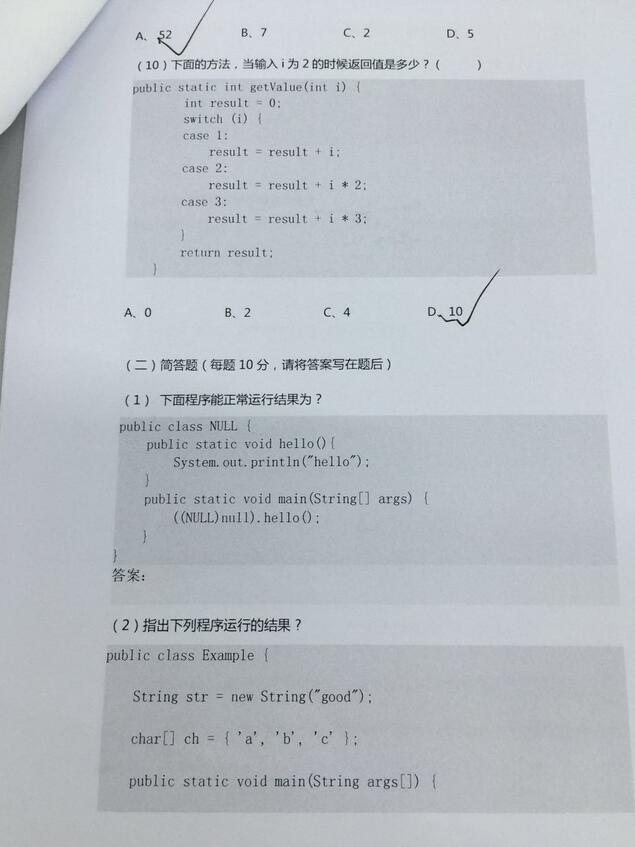 A、52 B、7 C、2 D、5
（10）下面的方法，当输入 i 为 2 的时候返回值是多少？（ ）
public static int getValue(int i) {
int result = 0;
switch (i) {
case 1:
result = result + i;
case 2:
result = result + i * 2;
case 3:
result = result + i * 3;
}
return result;
}
A、0 B、2 C、4 D、10
（二）简答题（每题 10 分，请将答案写在题后）
（1） 下面程序能正常运行结果为？
public class NULL {
public static void hello(){
System.out.println("hello");
}
public static void main(String[] args) {
((NULL)null).hello();
}
}
答案：
（2）指出下列程序运行的结果？
public class Example {
String str = new String("good");
char[] ch = { 'a', 'b', 'c' };
public static void main(String args[]) {